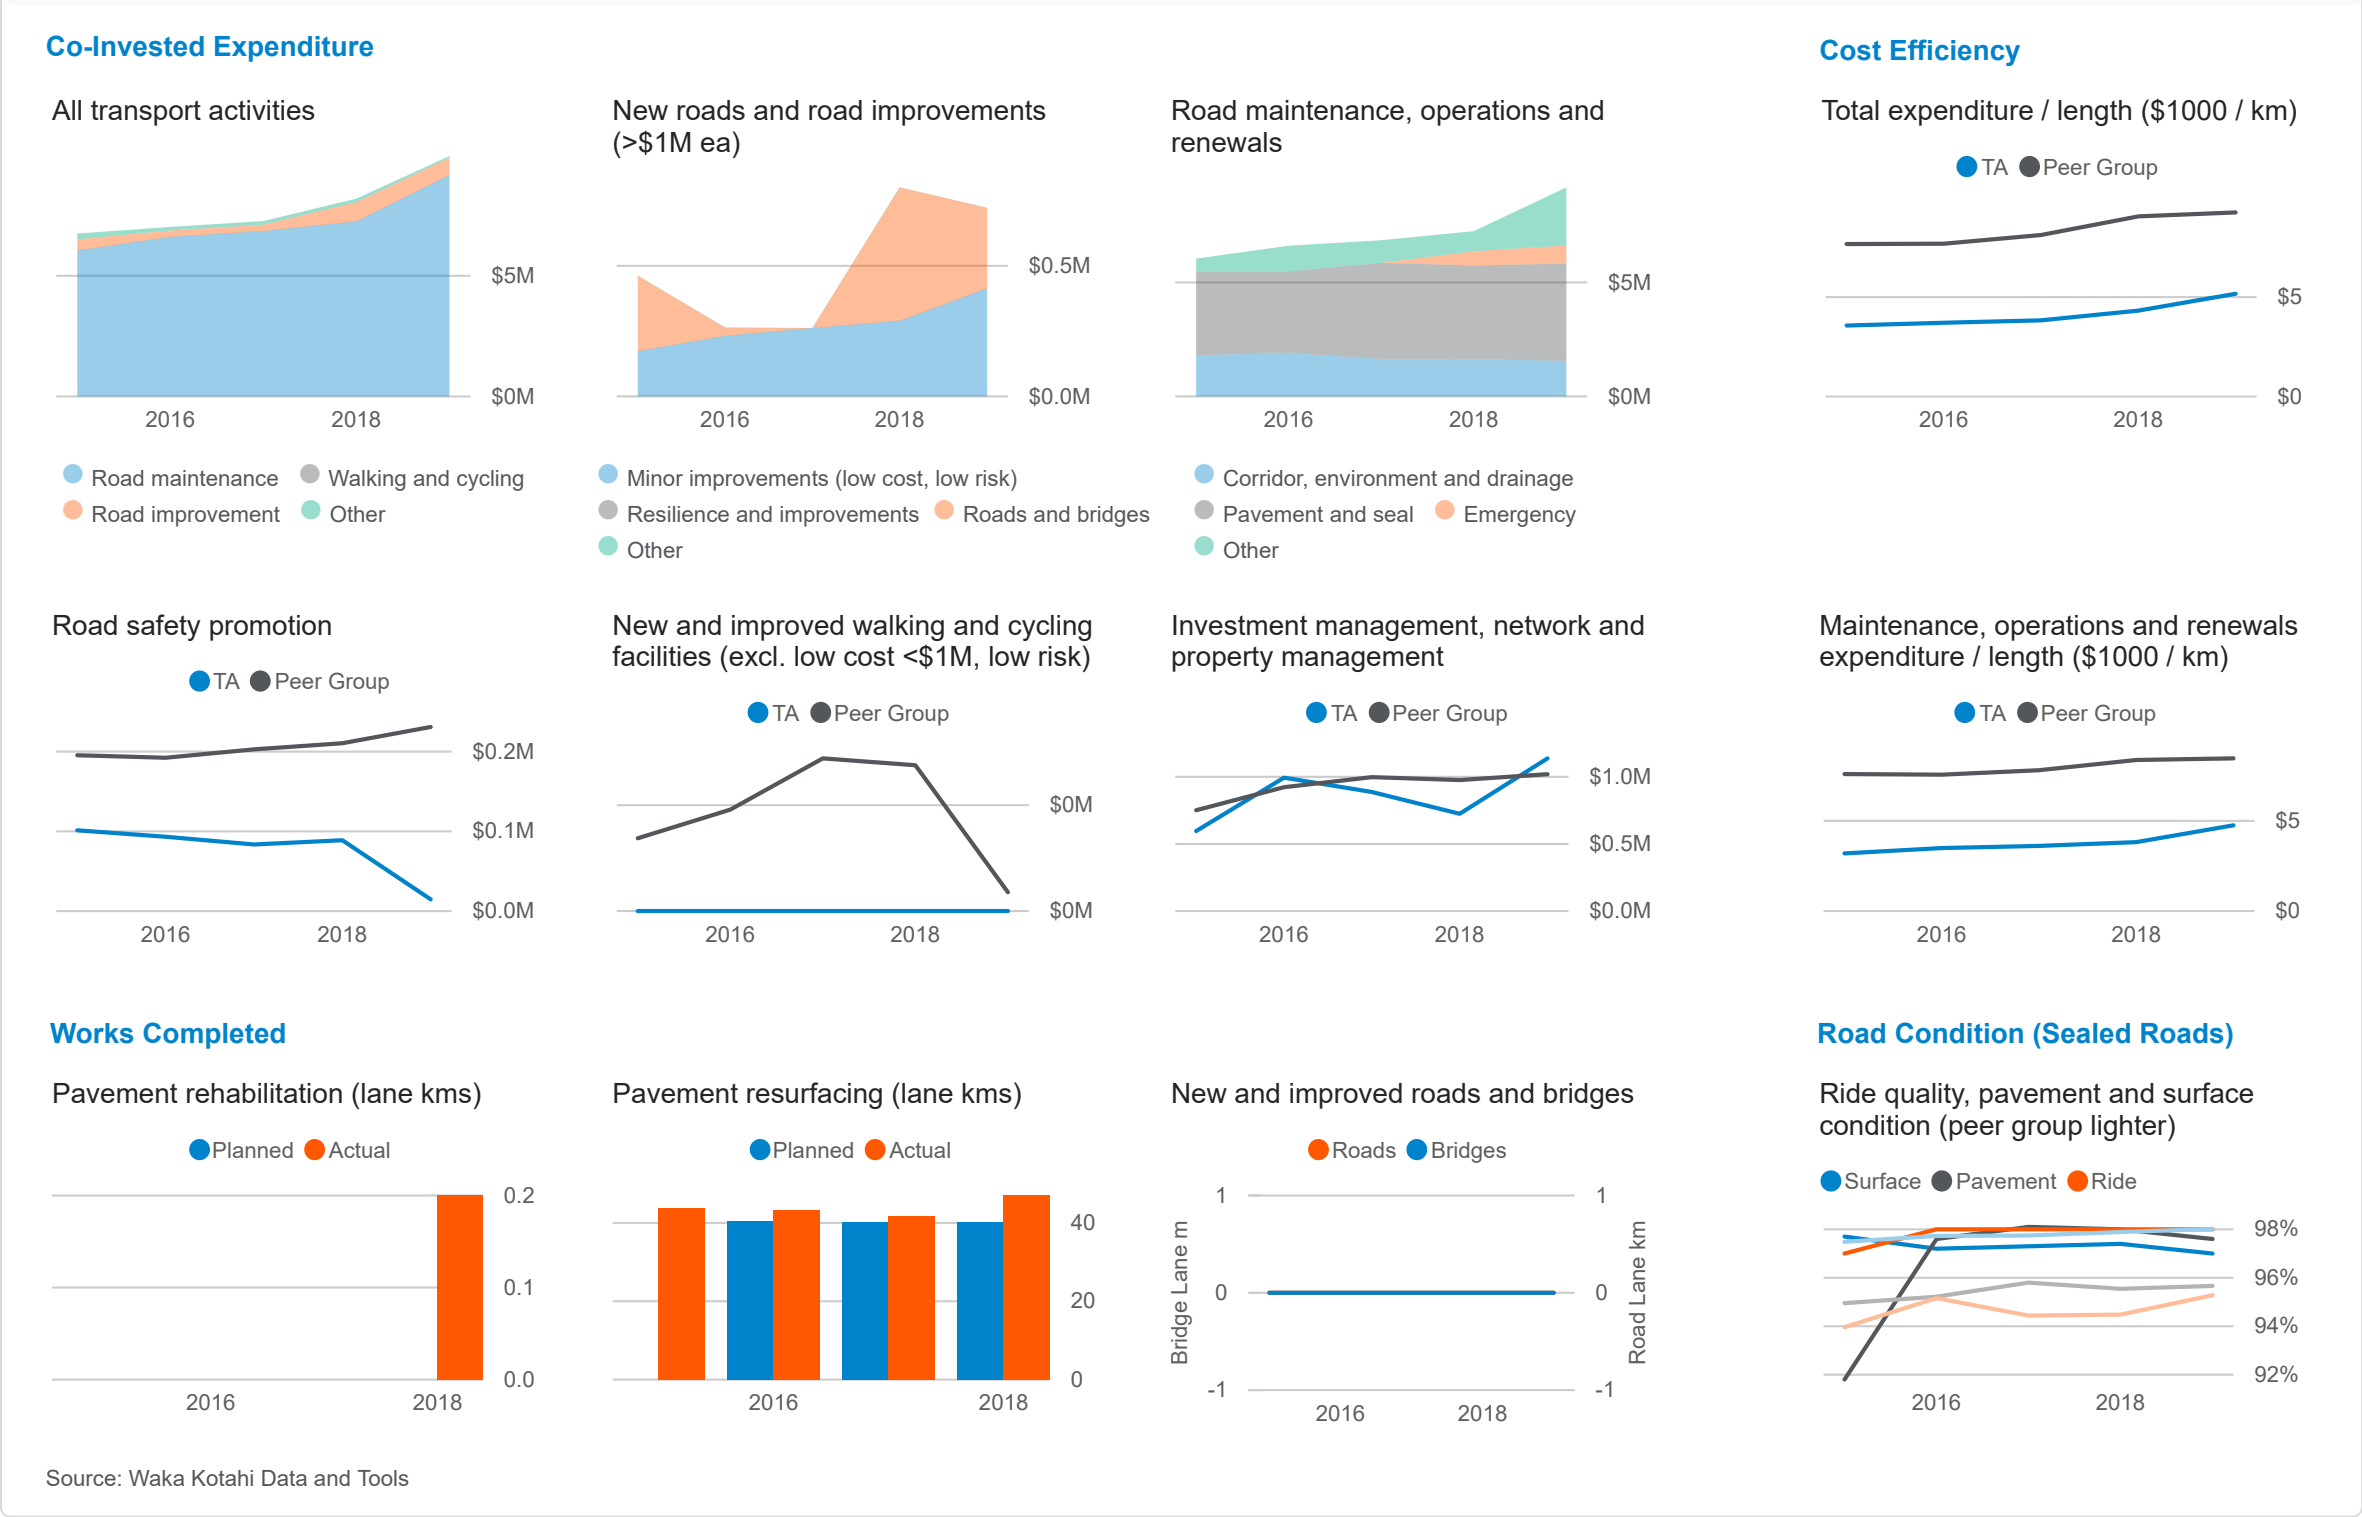 Co-Invested Expenditure
Cost Efficiency
All transport activities
$5M
$0M
2016 2018
Road maintenance Walking and cycling
Road improvement Other
New roads and road improvements
(>$1M ea)
$0.5M
$0.0M
2016 2018
Minor improvements (low cost, low risk)
Resilience and improvements Roads and bridges
Other
Road maintenance, operations and
renewals
$5M
$0M
2016 2018
Corridor, environment and drainage
Pavement and seal Emergency
Other
Total expenditure / length ($1000 / km)
TA Peer Group
$5
$0
2016 2018
Road safety promotion
TA Peer Group
$0.2M
$0.1M
$0.0M
2016 2018
New and improved walking and cycling
facilities (excl. low cost <$1M, low risk)
TA Peer Group
$0M
$0M
2016 2018
Investment management, network and
property management
TA Peer Group
$1.0M
$0.5M
$0.0M
2016 2018
Maintenance, operations and renewals
expenditure / length ($1000 / km)
TA Peer Group
$5
$0
2016 2018
Works Completed
Road Condition (Sealed Roads)
Pavement rehabilitation (lane kms)
Planned Actual
0.2
0.1
0.0
2016 2018
Pavement resurfacing (lane kms)
Planned Actual
40
20
0
2016 2018
New and improved roads and bridges
Roads Bridges
1 1
0 0
-1 -1
Bridge Lane m
Road Lane km
2016 2018
Ride quality, pavement and surface
condition (peer group lighter)
Surface Pavement Ride
98%
96%
94%
92%
2016 2018
Source: Waka Kotahi Data and Tools